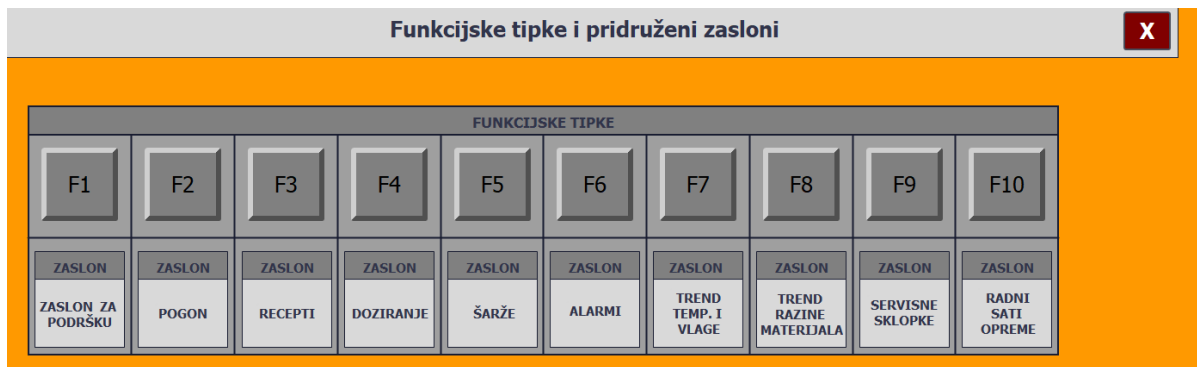 Funkcijske tipke i pridruženi zasloni
X
FUNKCIJSKE TIPKE
F1 F2 F3 F4 F5 F6 F7 F8 F9 F10
ZASLON ZASLON ZASLON ZASLON ZASLON ZASLON ZASLON ZASLON ZASLON ZASLON
ZASLON ZA
PODRŠKU
POGON
RECEPTI
DOZIRANJE
ŠARŽE
ALARMI
TREND
TEMP. I
VLAGE
TREND
RAZINE
MATERIJALA
SERVISNE
SKLOPKE
RADNI
SATI
OPREME